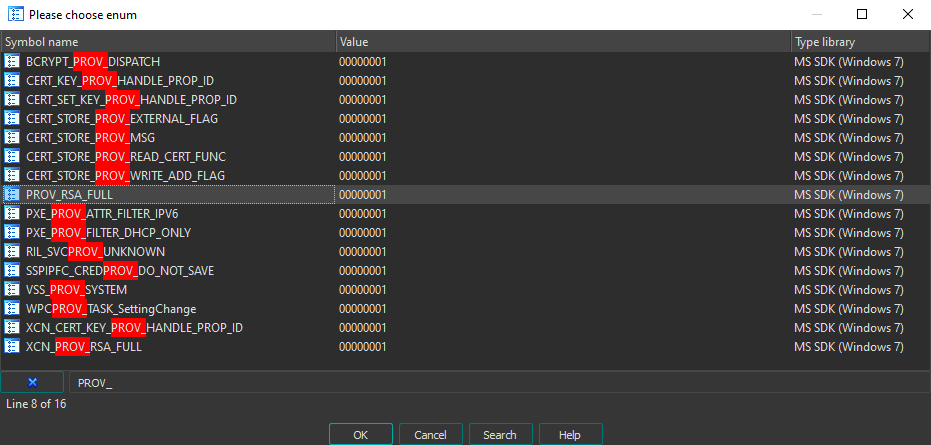 Please choose enum
Symbol name Value Type library
BCRYPT_PROV_DISPATCH 00000001 MS SDK (Windows 7)
CERT_KEY_PROV_HANDLE_PROP_ID 00000001 MS SDK (Windows 7)
CERT_SET_KEY_PROV_HANDLE_PROP_ID 00000001 MS SDK (Windows 7)
CERT_STORE_PROV_EXTERNAL_FLAG 00000001 MS SDK (Windows 7)
CERT_STORE_PROV_MSG 00000001 MS SDK (Windows 7)
CERT_STORE_PROV_READ_CERT_FUNC 00000001 MS SDK (Windows 7)
CERT_STORE_PROV_WRITE_ADD_FLAG 00000001 MS SDK (Windows 7)
PROV_RSA_FULL 00000001 MS SDK (Windows 7)
PXE_PROV_ATTR_FILTER_IPV6 00000001 MS SDK (Windows 7)
PXE_PROV_FILTER_DHCP_ONLY 00000001 MS SDK (Windows 7)
RIL_SVCPROV_UNKNOWN 00000001 MS SDK (Windows 7)
SSPIPFC_CREDPROV_DO_NOT_SAVE 00000001 MS SDK (Windows 7)
VSS_PROV_SYSTEM 00000001 MS SDK (Windows 7)
WPCPROV_TASK_SettingChange 00000001 MS SDK (Windows 7)
XCN_CERT_KEY_PROV_HANDLE_PROP_ID 00000001 MS SDK (Windows 7)
XCN_PROV_RSA_FULL 00000001 MS SDK (Windows 7)
PROV_
Line 8 of 16
OK Cancel Search Help